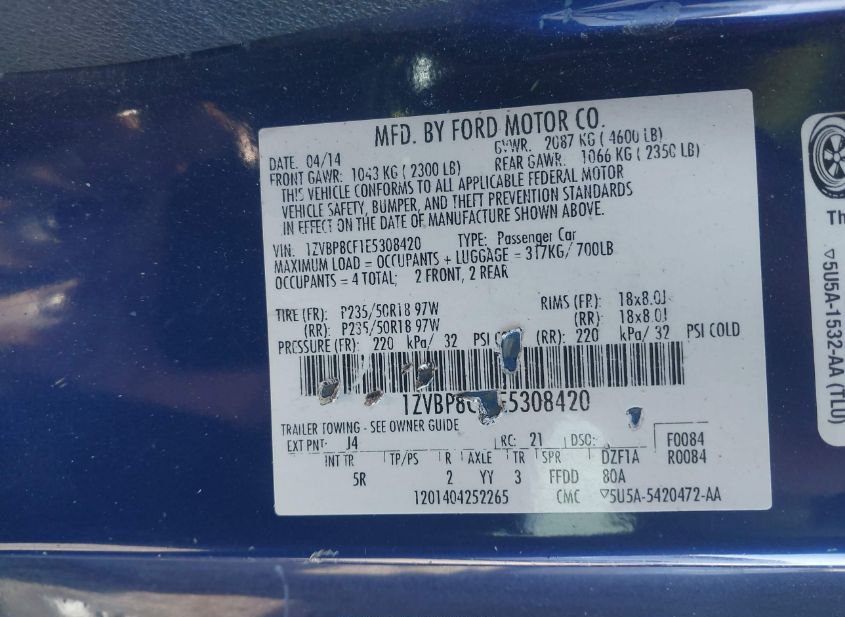 MFD. BY FORD MOTOR CO.
DATE: 04/14 GVWR: 2087 KG ( 4600 LB)
FRONT GAWR: 1043 KG ( 2300 LB) REAR GAWR: 1066 KG ( 2350 LB)
THIS VEHICLE CONFORMS TO ALL APPLICABLE FEDERAL MOTOR
VEHICLE SAFETY, BUMPER, AND THEFT PREVENTION STANDARDS
IN EFFECT ON THE DATE OF MANUFACTURE SHOWN ABOVE.
VIN: 1ZVBP8CF1E5308420 TYPE: Passenger Car
MAXIMUM LOAD = OCCUPANTS + LUGGAGE = 317KG/ 700LB
OCCUPANTS = 4 TOTAL; 2 FRONT, 2 REAR
TIRE (FR): P235/50R18 97W RIMS (FR): 18x8.0J
(RR): P235/50R18 97W (RR): 18x8.0J
PRESSURE (FR): 220 kPa/ 32 PSI (RR): 220 kPa/ 32 PSI COLD
1ZVBP8C E5308420
TRAILER TOWING - SEE OWNER GUIDE
EXT PNT: J4 RC: 21 DSO: F0084
INT TR TP/PS R AXLE TR SPR DZF1A R0084
5R 2 YY 3 FFDD 80A
1201404252265 CMC ▽5U5A-5420472-AA
Th
▽5U5A-1532-AA (TLU)